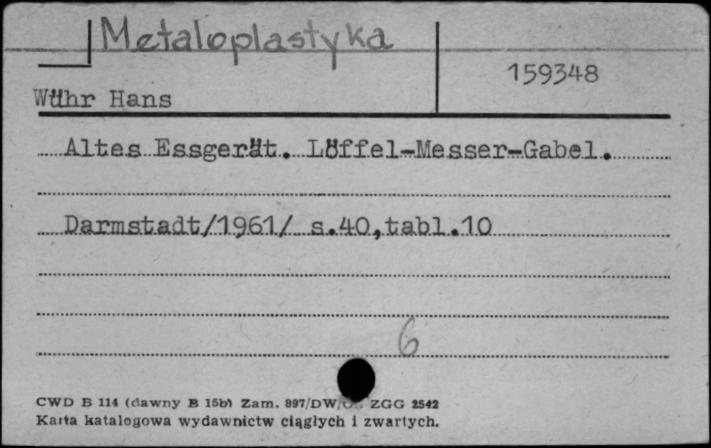 Metaloplastyka
159348
Wühr Hans
Altes Essgerät. Löffel-Messer-Gabel.
Darmstadt/1961/ s.40,tabl.10
6
CWD B 114 (dawny B 15b) Zam. 997/DW/ ZGG 2542
Karta katalogowa wydawnictw ciągłych i zwartych.